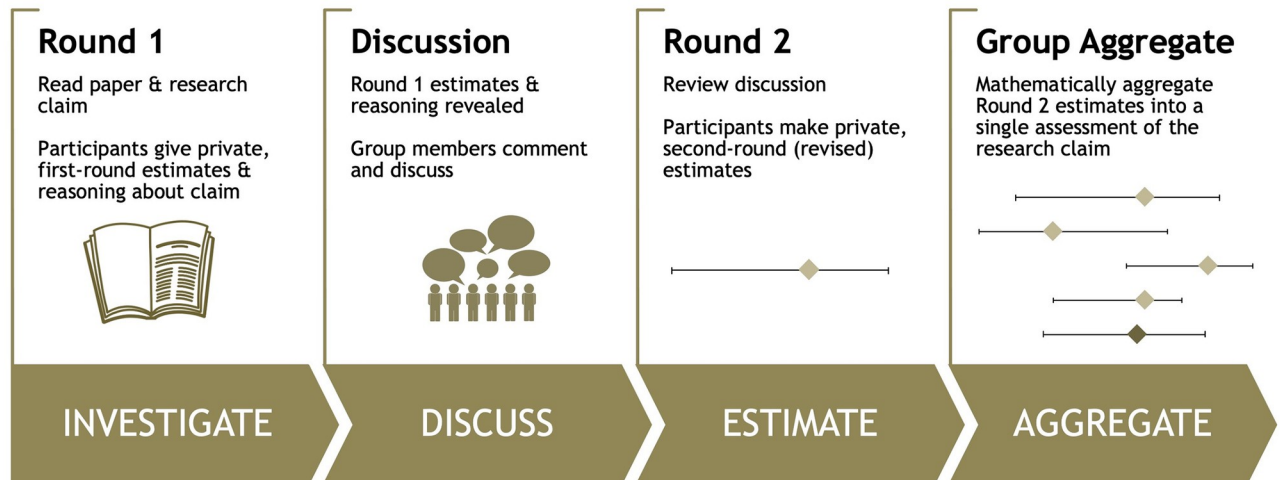 Round 1
Read paper & research
claim
Participants give private,
first-round estimates &
reasoning about claim
INVESTIGATE
Discussion
Round 1 estimates &
reasoning revealed
Group members comment
and discuss
DISCUSS
Round 2
Review discussion
Participants make private,
second-round (revised)
estimates
ESTIMATE
Group Aggregate
Mathematically aggregate
Round 2 estimates into a
single assessment of the
research claim
AGGREGATE